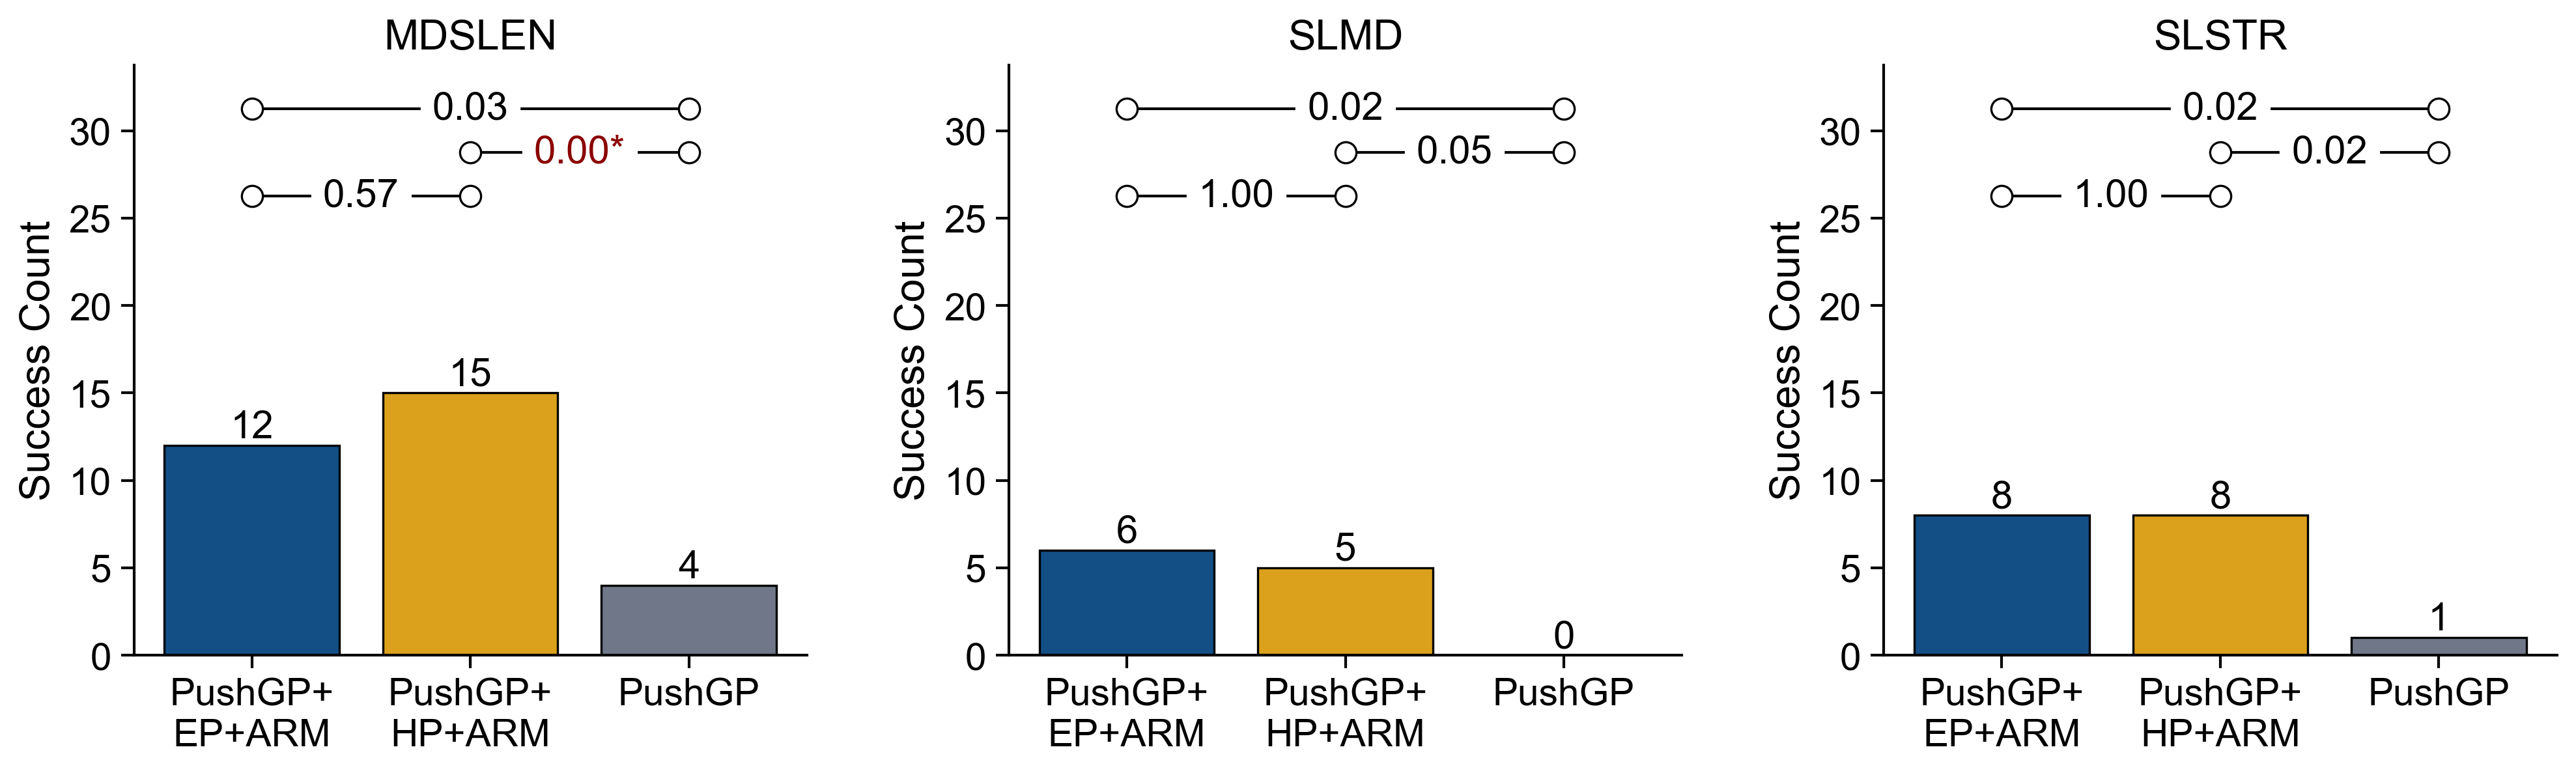 MDSLEN
0.03
0.00*
0.57
30
25
20
15
10
5
0
Success Count
12
15
4
PushGP+
EP+ARM
PushGP+
HP+ARM
PushGP
SLMD
0.02
0.05
1.00
30
25
20
15
10
5
0
Success Count
6
5
0
PushGP+
EP+ARM
PushGP+
HP+ARM
PushGP
SLSTR
0.02
0.02
1.00
30
25
20
15
10
5
0
Success Count
8
8
1
PushGP+
EP+ARM
PushGP+
HP+ARM
PushGP